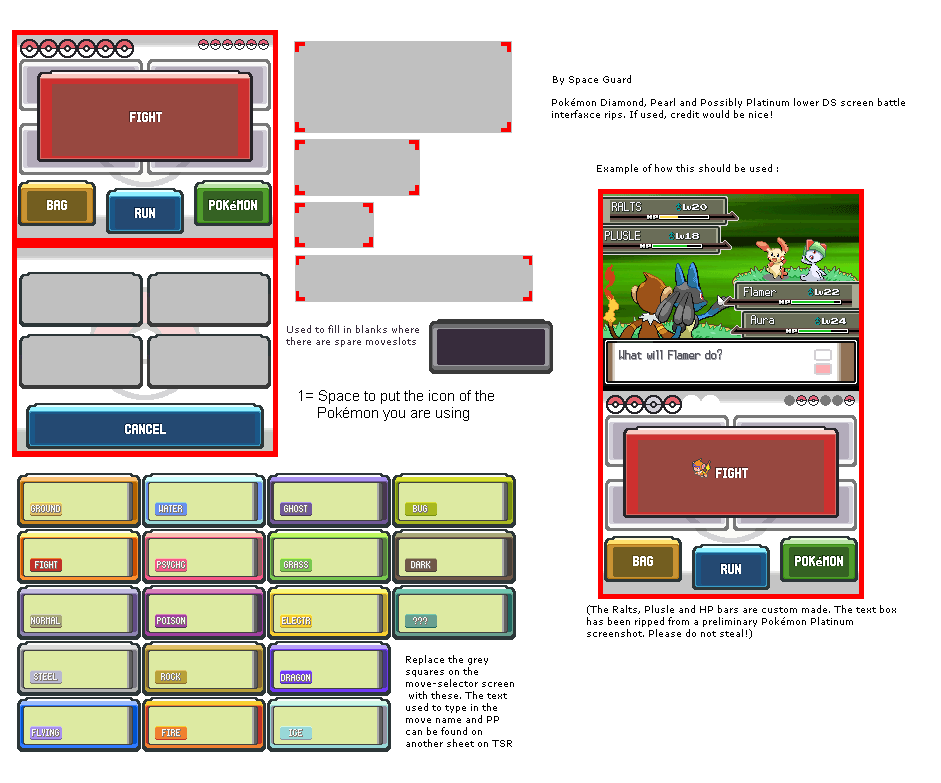 FIGHT
BAG
RUN
POKéMON
CANCEL
By Space Guard
Pokémon Diamond, Pearl and Possibly Platinum lower DS screen battle
interfaxce rips. If used, credit would be nice!
Example of how this should be used :
Used to fill in blanks where
there are spare moveslots
1= Space to put the icon of the
Pokémon you are using
RALTS Lv20
HP
PLUSLE Lv18
HP
Flamer Lv22
HP
Aura Lv24
HP
What will Flamer do?
FIGHT
BAG
RUN
POKéMON
(The Ralts, Plusle and HP bars are custom made. The text box
has been ripped from a preliminary Pokémon Platinum
screenshot. Please do not steal!)
GROUND WATER GHOST BUG
FIGHT PSYCHC GRASS DARK
NORMAL POISON ELECTR ???
STEEL ROCK DRAGON
FLYING FIRE ICE
Replace the grey
squares on the
move-selector screen
with these. The text
used to type in the
move name and PP
can be found on
another sheet on TSR